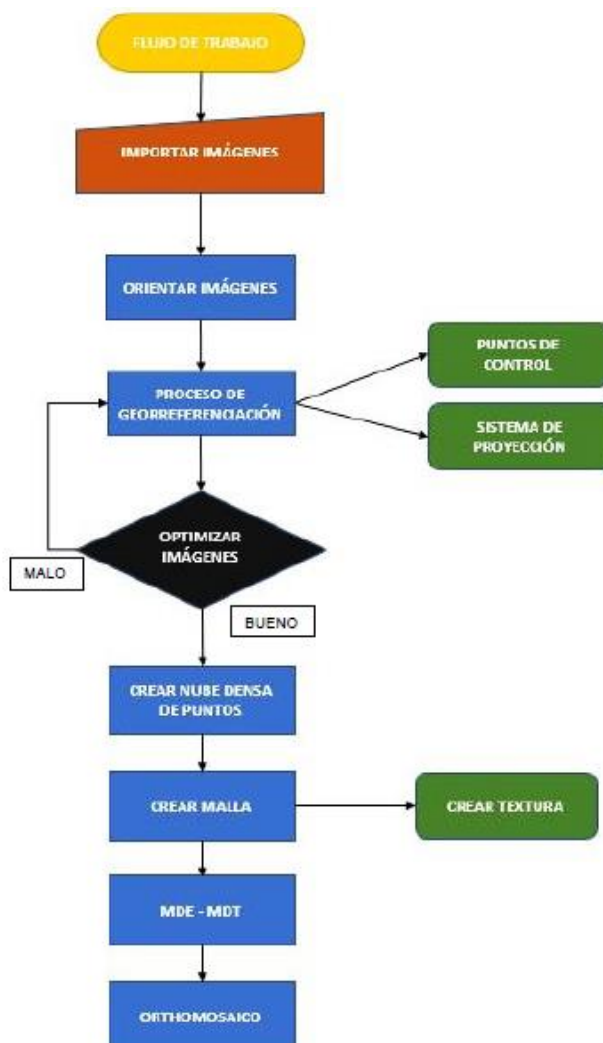 FLUJO DE TRABAJO
IMPORTAR IMÁGENES
ORIENTAR IMÁGENES
PROCESO DE
GEORREFERENCIACIÓN
PUNTOS DE
CONTROL
SISTEMA DE
PROYECCIÓN
OPTIMIZAR
IMÁGENES
MALO
BUENO
CREAR NUBE DENSA
DE PUNTOS
CREAR MALLA
CREAR TEXTURA
MDE - MDT
ORTHOMOSAICO